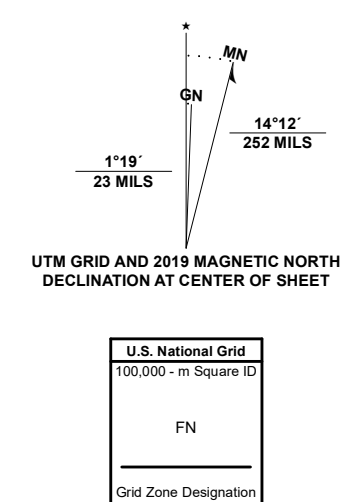 MN
GN
14°12´
252 MILS
1°19´
23 MILS
UTM GRID AND 2019 MAGNETIC NORTH
DECLINATION AT CENTER OF SHEET
U.S. National Grid
100,000 - m Square ID
FN
Grid Zone Designation